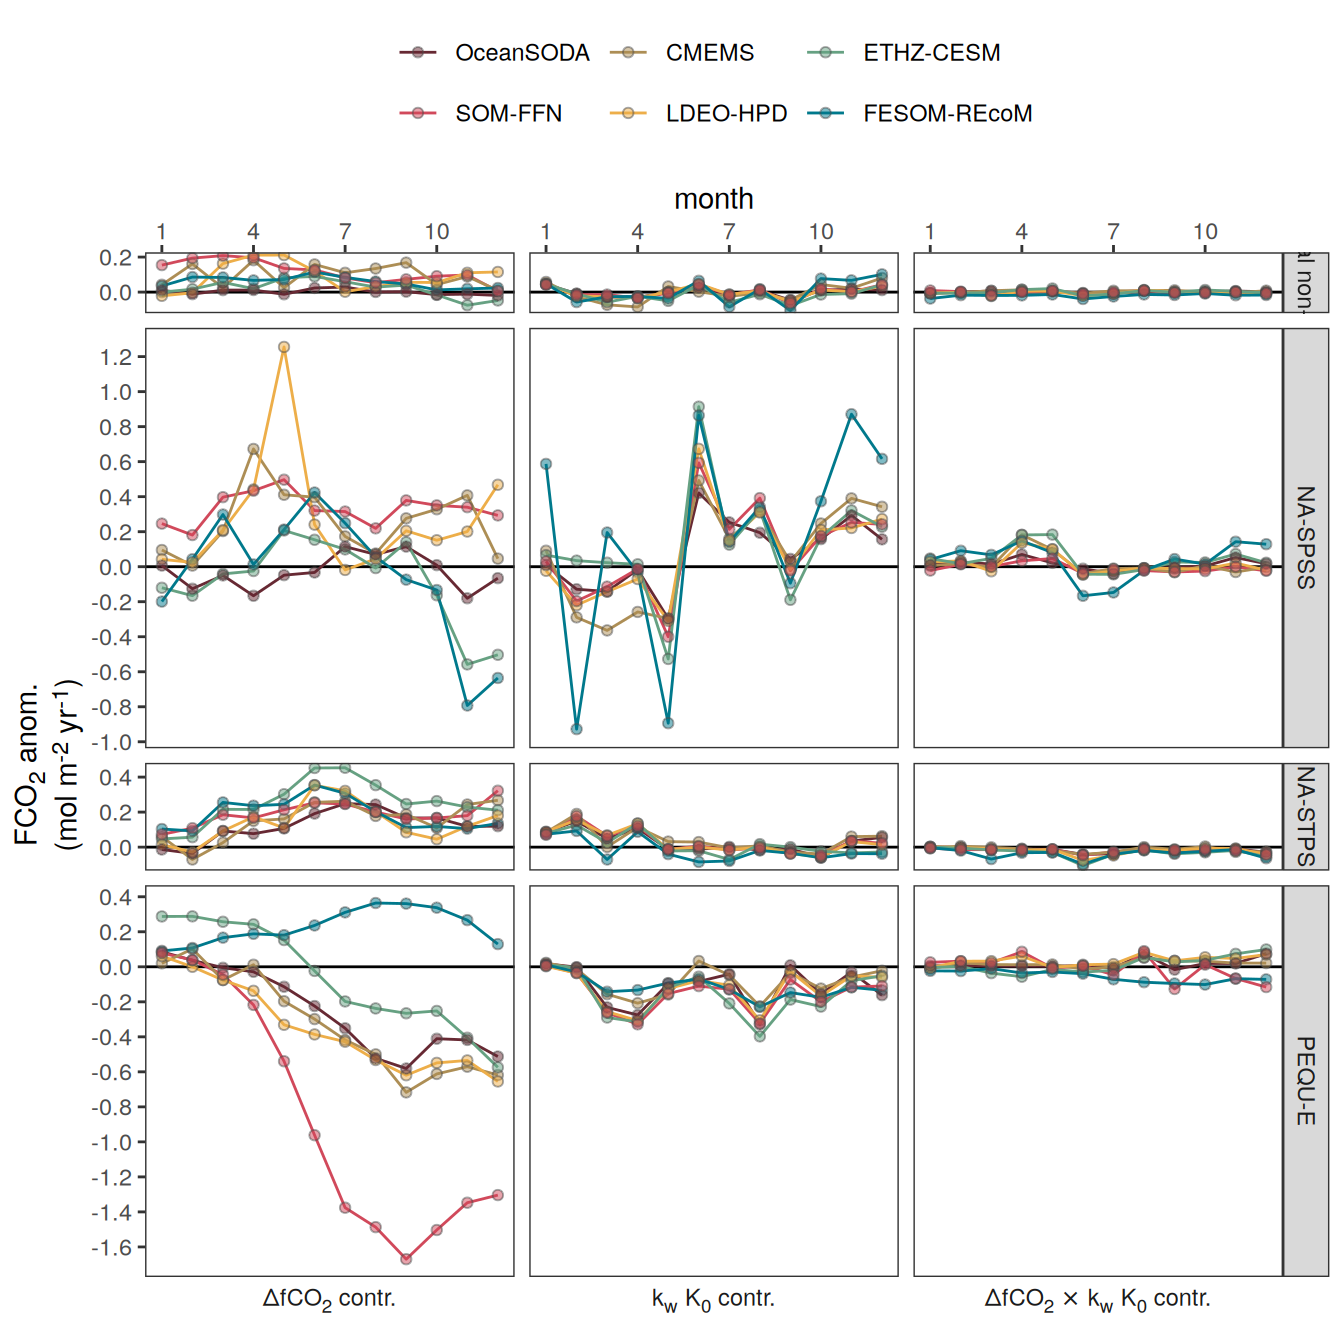 OceanSODA CMEMS ETHZ-CESM
SOM-FFN LDEO-HPD FESOM-REcoM
month
1 4 7 10 1 4 7 10 1 4 7 10
0.2
0.0
al non-
1.2
1.0
0.8
0.6
0.4
0.2
0.0
-0.2
-0.4
-0.6
-0.8
-1.0
NA-SPSS
0.4
0.2
0.0
NA-STPS
0.4
0.2
0.0
-0.2
-0.4
-0.6
-0.8
-1.0
-1.2
-1.4
-1.6
PEQU-E
FCO₂ anom.
(mol m⁻² yr⁻¹)
ΔfCO₂ contr. k_w K₀ contr. ΔfCO₂ × k_w K₀ contr.